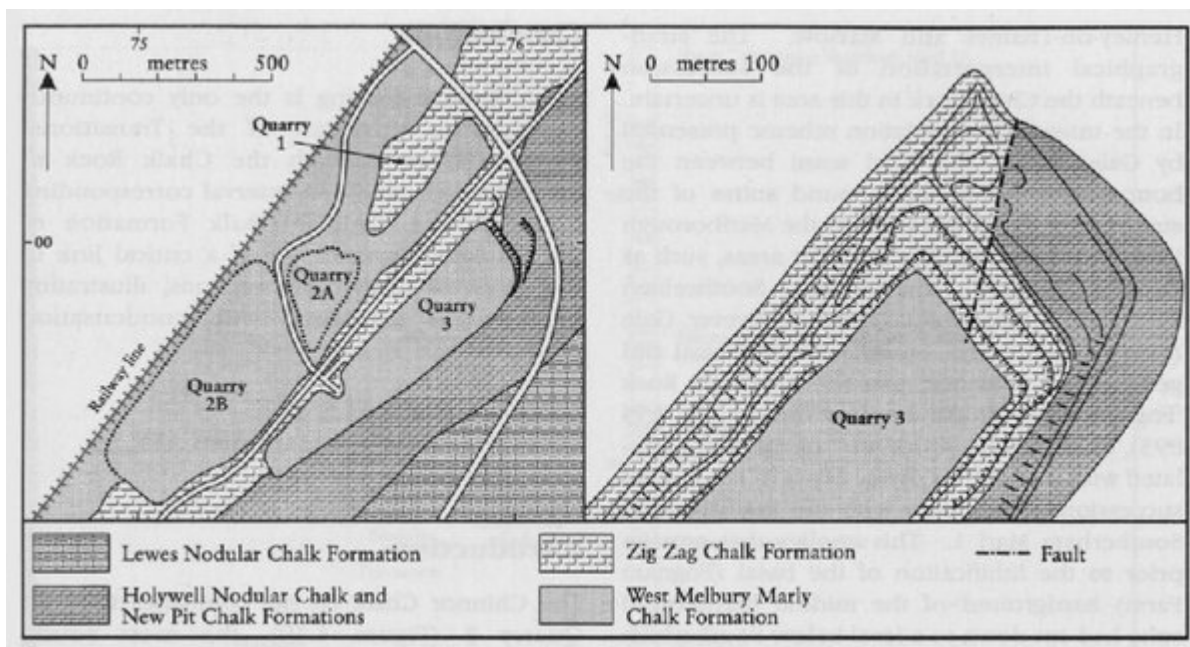 75
76
N 0 metres 500
N 0 metres 100
Quarry
1
00
Quarry
2A
Quarry
3
Railway line
Quarry
2B
Quarry 3
Lewes Nodular Chalk Formation
Holywell Nodular Chalk and
New Pit Chalk Formations
Zig Zag Chalk Formation
West Melbury Marly
Chalk Formation
Fault